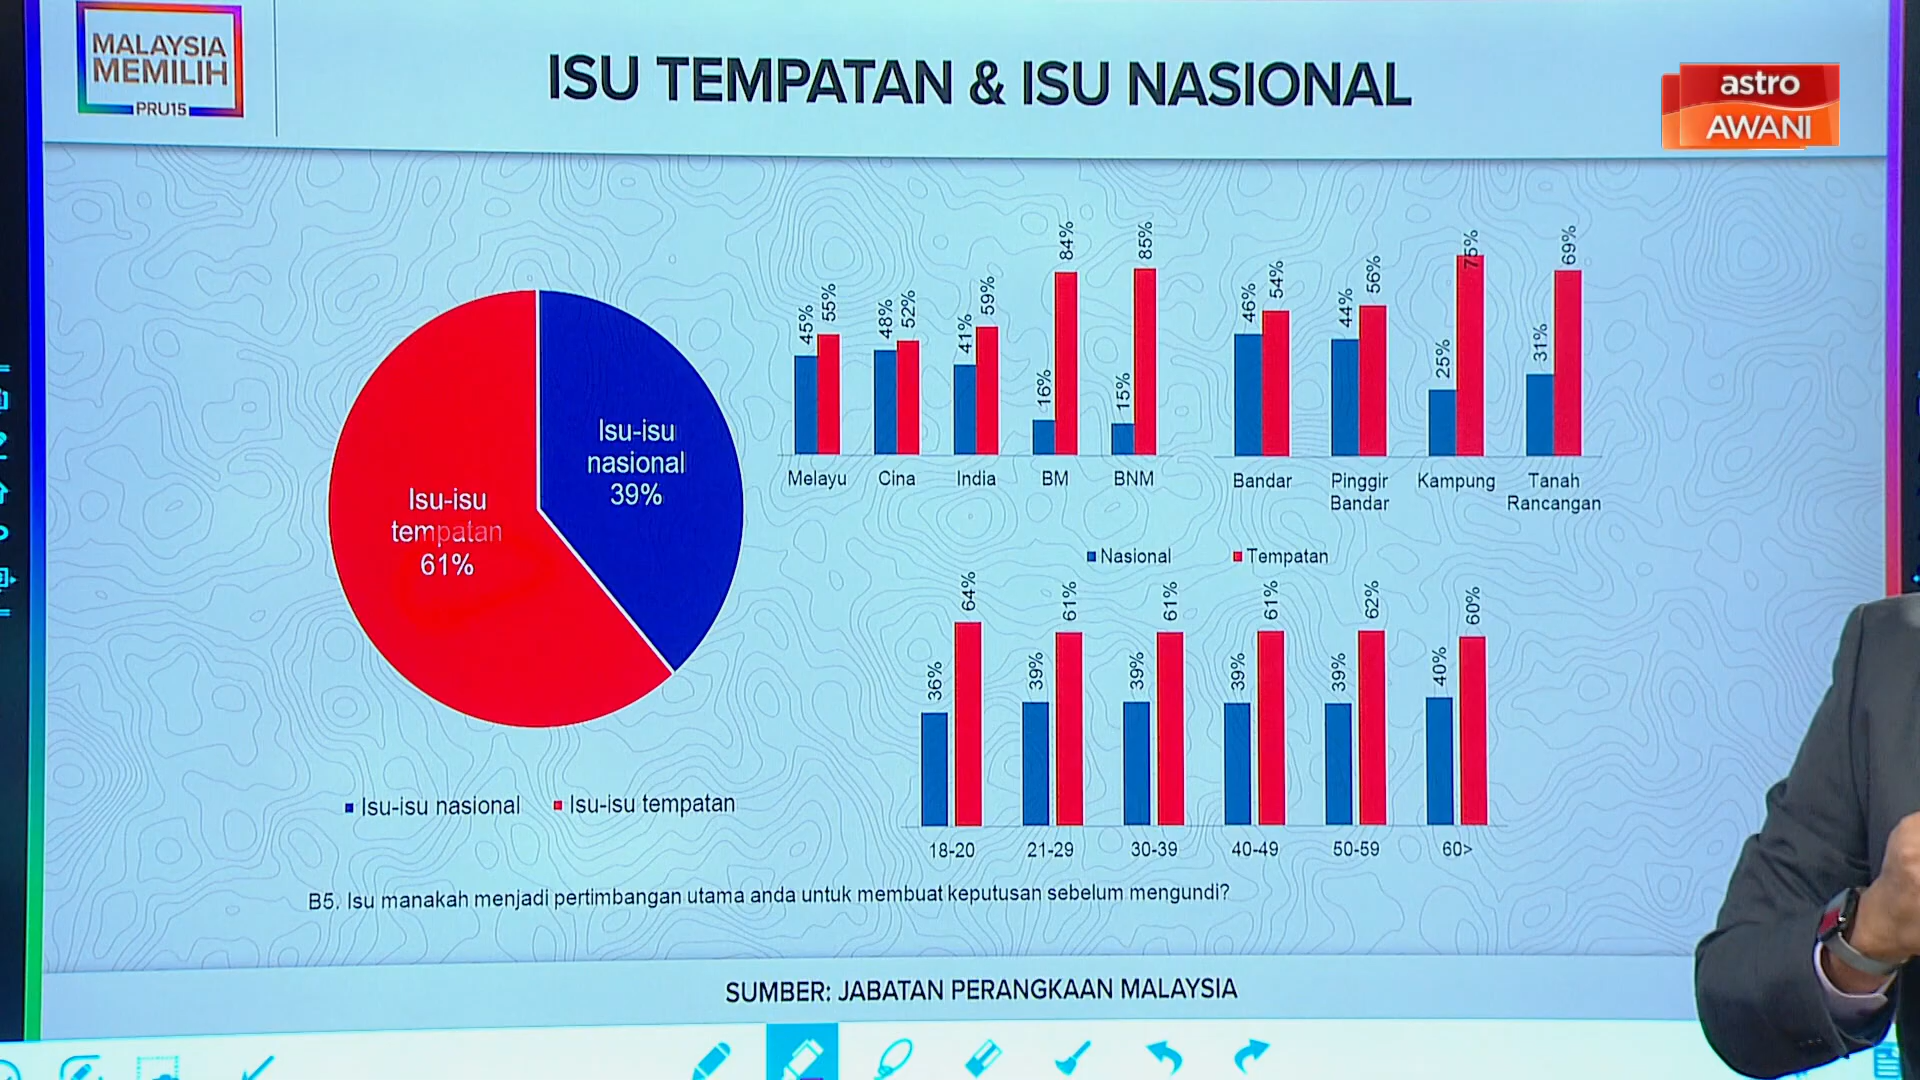 MALAYSIA
MEMILIH
PRU15
ISU TEMPATAN & ISU NASIONAL
astro
AWANI
Isu-isu
nasional
39%
Isu-isu
tempatan
61%
Isu-isu nasional
Isu-isu tempatan
45% 55% 48% 52% 41% 59% 16% 84% 15% 85%
Melayu Cina India BM BNM
46% 54% 44% 56% 25% 75% 31% 69%
Bandar Pinggir Kampung Tanah
Bandar Rancangan
Nasional Tempatan
36% 64% 39% 61% 39% 61% 39% 61% 39% 62% 40% 60%
18-20 21-29 30-39 40-49 50-59 60>
B5. Isu manakah menjadi pertimbangan utama anda untuk membuat keputusan sebelum mengundi?
SUMBER: JABATAN PERANGKAAN MALAYSIA